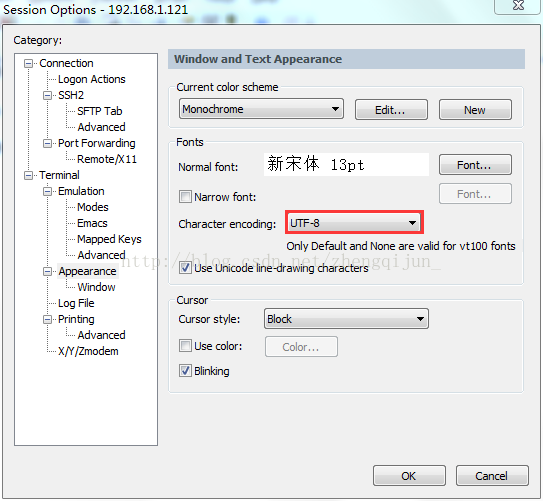 Session Options - 192.168.1.121
Category:
Connection
Logon Actions
SSH2
SFTP Tab
Advanced
Port Forwarding
Remote/X11
Terminal
Emulation
Modes
Emacs
Mapped Keys
Advanced
Appearance
Window
Log File
Printing
Advanced
X/Y/Zmodem
Window and Text Appearance
Current color scheme
Monochrome
Edit...
New
Fonts
Normal font:
新宋体 13pt
Font...
Narrow font:
Font...
Character encoding:
UTF-8
Only Default and None are valid for vt100 fonts
http://blog.csdn.net/zhengqijun_
Use Unicode line-drawing characters
Cursor
Cursor style:
Block
Use color:
Color...
Blinking
OK
Cancel